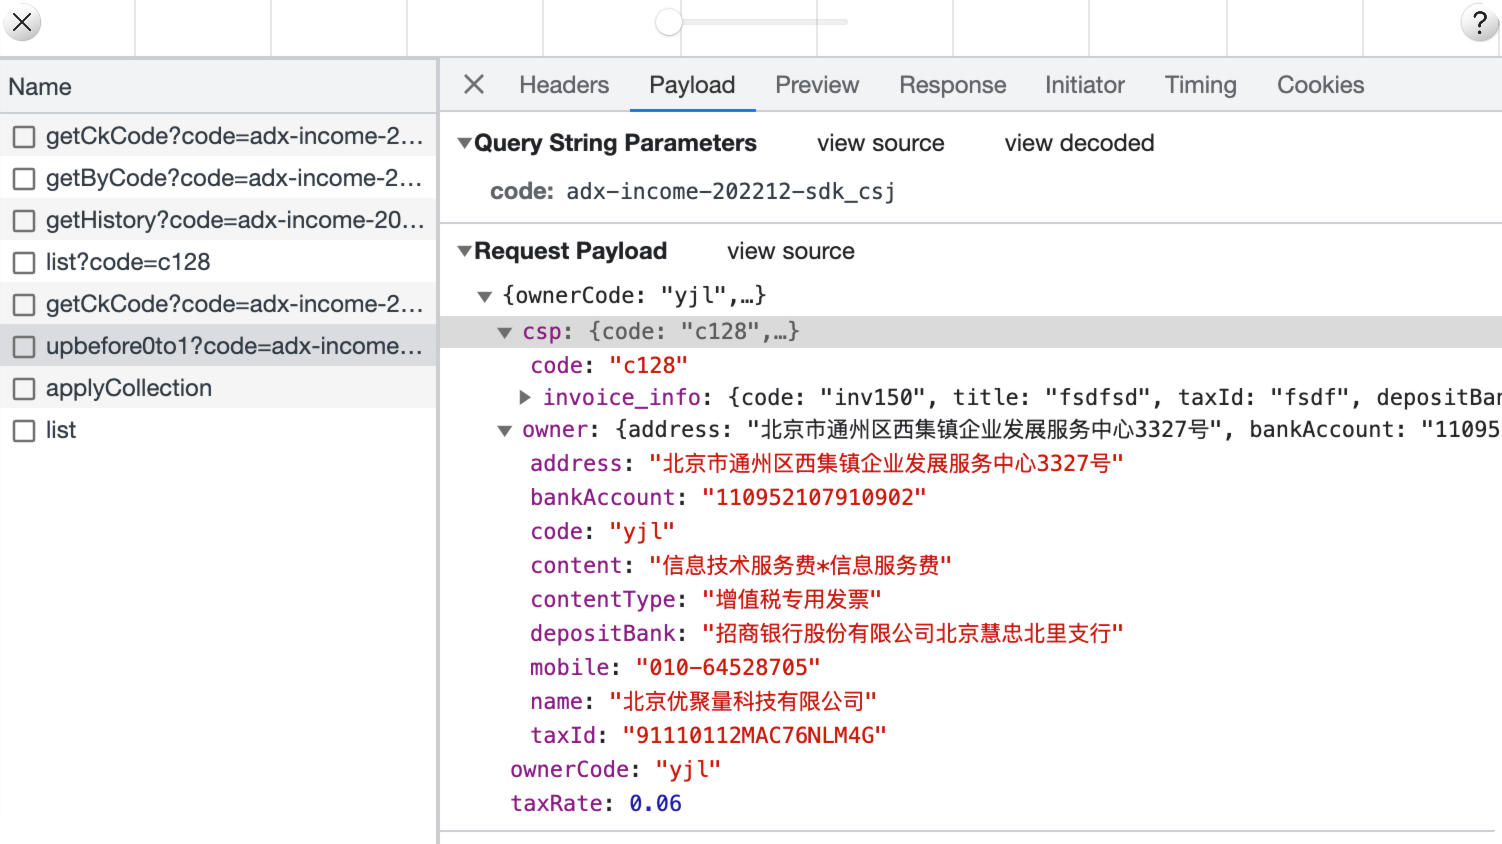 ?
Name
getCkCode?code=adx-income-2...
getByCode?code=adx-income-2...
getHistory?code=adx-income-20...
list?code=c128
getCkCode?code=adx-income-2...
upbefore0to1?code=adx-income...
applyCollection
list
Headers Payload Preview Response Initiator Timing Cookies
Query String Parameters view source view decoded
code: adx-income-202212-sdk_csj
Request Payload view source
{ownerCode: "yjl",…}
csp: {code: "c128",…}
code: "c128"
invoice_info: {code: "inv150", title: "fsdfsd", taxId: "fsdf", depositBan
owner: {address: "北京市通州区西集镇企业发展服务中心3327号", bankAccount: "11095
address: "北京市通州区西集镇企业发展服务中心3327号"
bankAccount: "110952107910902"
code: "yjl"
content: "信息技术服务费*信息服务费"
contentType: "增值税专用发票"
depositBank: "招商银行股份有限公司北京慧忠北里支行"
mobile: "010-64528705"
name: "北京优聚量科技有限公司"
taxId: "91110112MAC76NLM4G"
ownerCode: "yjl"
taxRate: 0.06